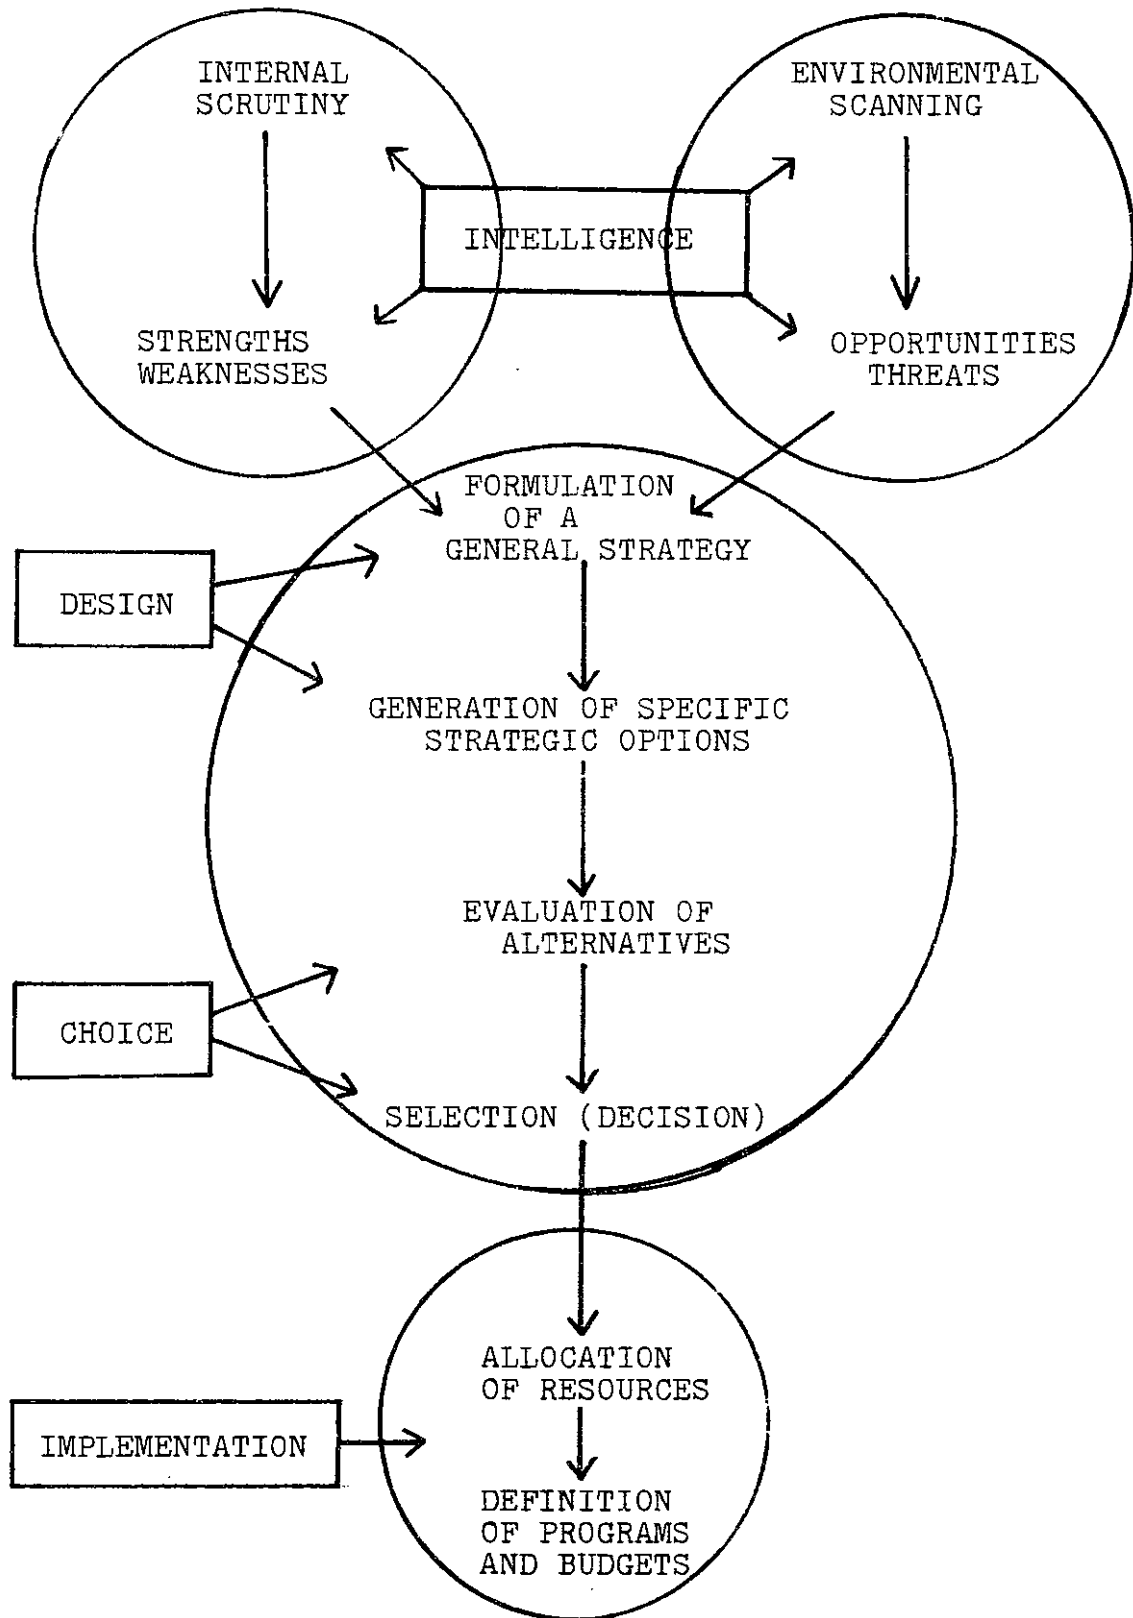 INTERNAL
SCRUTINY
ENVIRONMENTAL
SCANNING
INTELLIGENCE
STRENGTHS
WEAKNESSES
OPPORTUNITIES
THREATS
FORMULATION
OF A
GENERAL STRATEGY
DESIGN
GENERATION OF SPECIFIC
STRATEGIC OPTIONS
EVALUATION OF
ALTERNATIVES
CHOICE
SELECTION (DECISION)
ALLOCATION
OF RESOURCES
IMPLEMENTATION
DEFINITION
OF PROGRAMS
AND BUDGETS